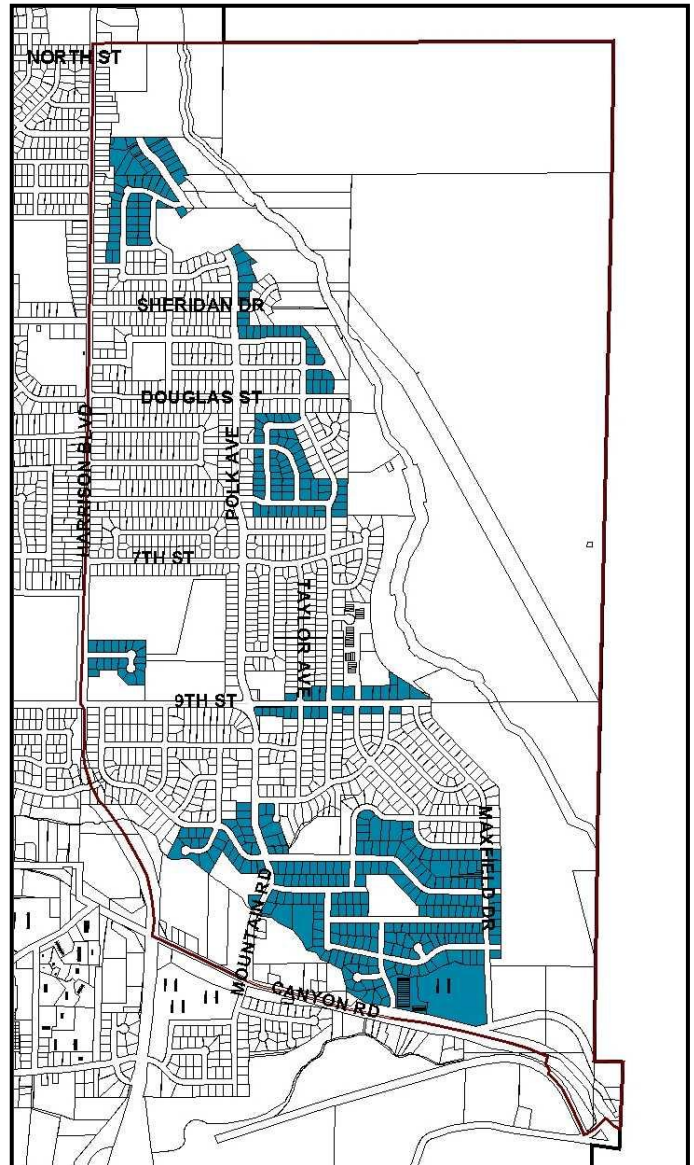 NORTH ST
SHERIDAN DR
DOUGLAS ST
HARRISON BLVD
POLK AVE
7TH ST
TAYLOR AVE
9TH ST
MAXFIELD DR
MOUNTAIN RD
CANYON RD